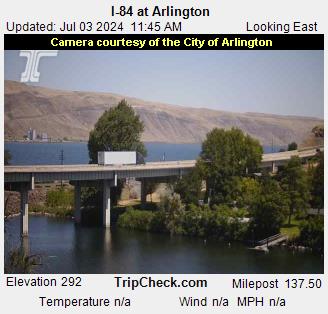 I-84 at Arlington
Updated: Jul 03 2024 11:45 AM Looking East
Camera courtesy of the City of Arlington
Elevation 292 TripCheck.com Milepost 137.50
Temperature n/a Wind n/a MPH n/a